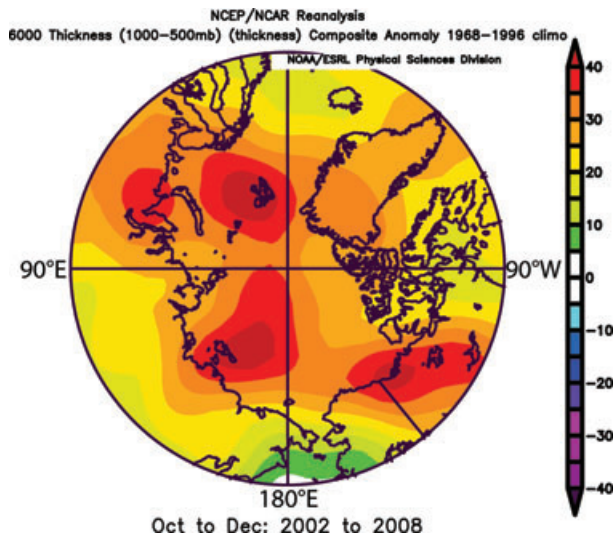 NCEP/NCAR Reanalysis
6000 Thickness (1000-500mb) (thickness) Composite Anomaly 1968-1996 climo
NOAA/ESRL Physical Sciences Division
40
30
20
10
0
-10
-20
-30
-40
90°E
90°W
180°E
Oct to Dec: 2002 to 2008